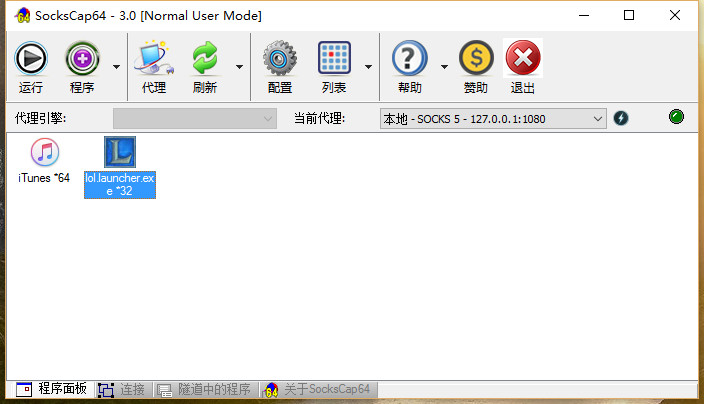 SocksCap64 - 3.0 [Normal User Mode]
运行 程序 代理 刷新 配置 列表 帮助 赞助 退出
代理引擎: 当前代理: 本地 - SOCKS 5 - 127.0.0.1:1080
iTunes *64
lol.launcher.ex
e *32
程序面板 连接 隧道中的程序 关于SocksCap64